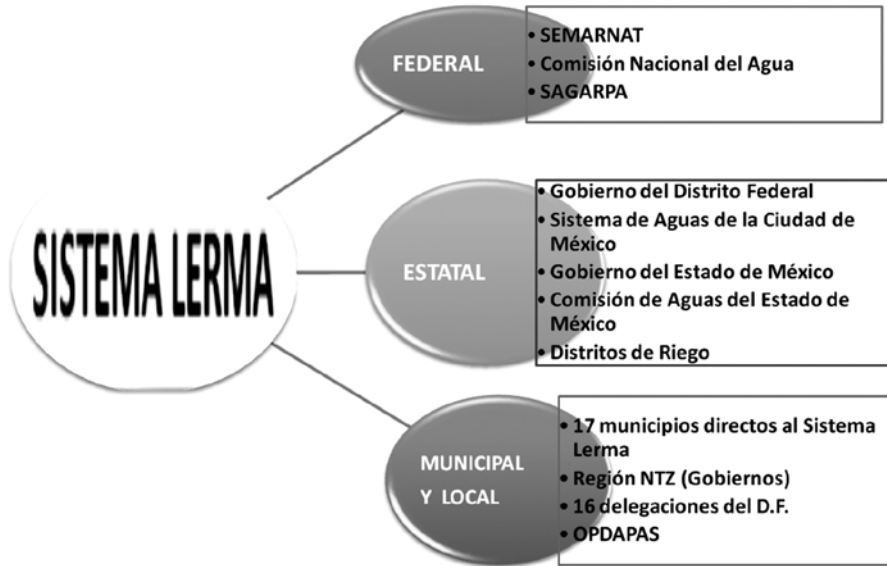 SISTEMA LERMA
FEDERAL
• SEMARNAT
• Comisión Nacional del Agua
• SAGARPA
ESTATAL
• Gobierno del Distrito Federal
• Sistema de Aguas de la Ciudad de
México
• Gobierno del Estado de México
• Comisión de Aguas del Estado de
México
• Distritos de Riego
MUNICIPAL
Y LOCAL
• 17 municipios directos al Sistema
Lerma
• Región NTZ (Gobiernos)
• 16 delegaciones del D.F.
• OPDAPAS